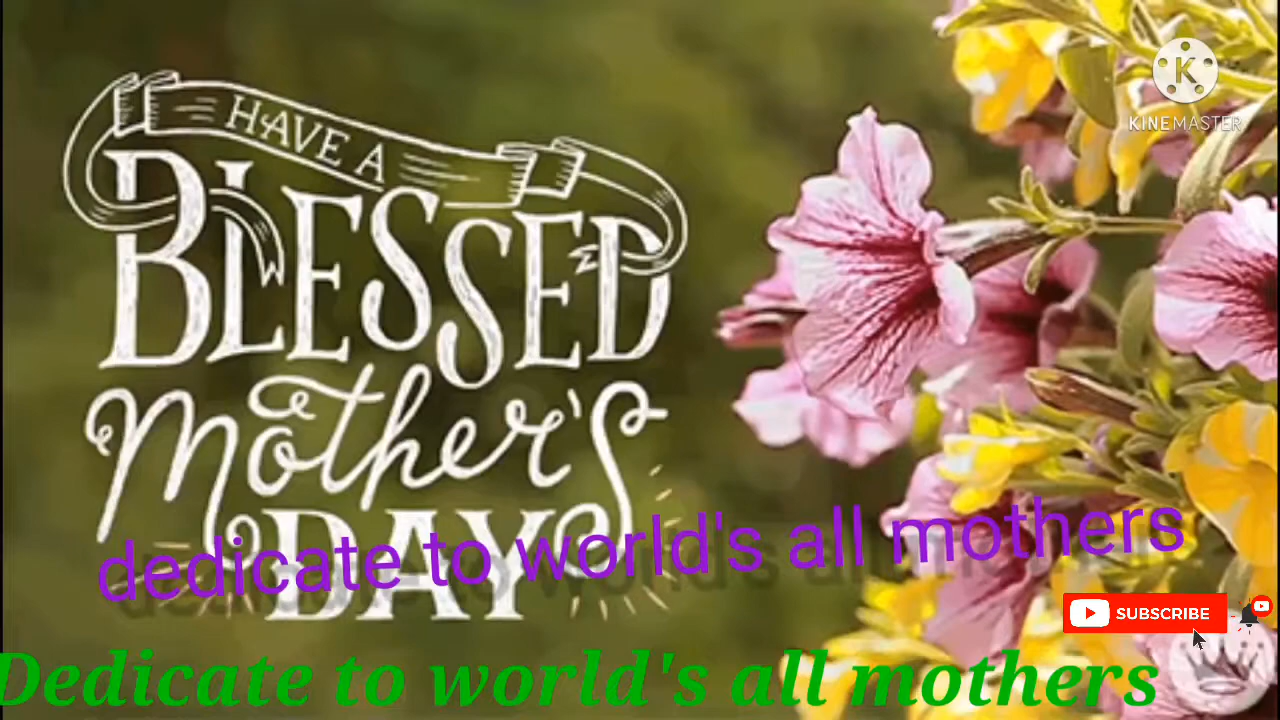 HAVE A
BLESSED
Mother's
DAY
KINEMASTER
dedicate to world's all mothers
SUBSCRIBE
Dedicate to world's all mothers